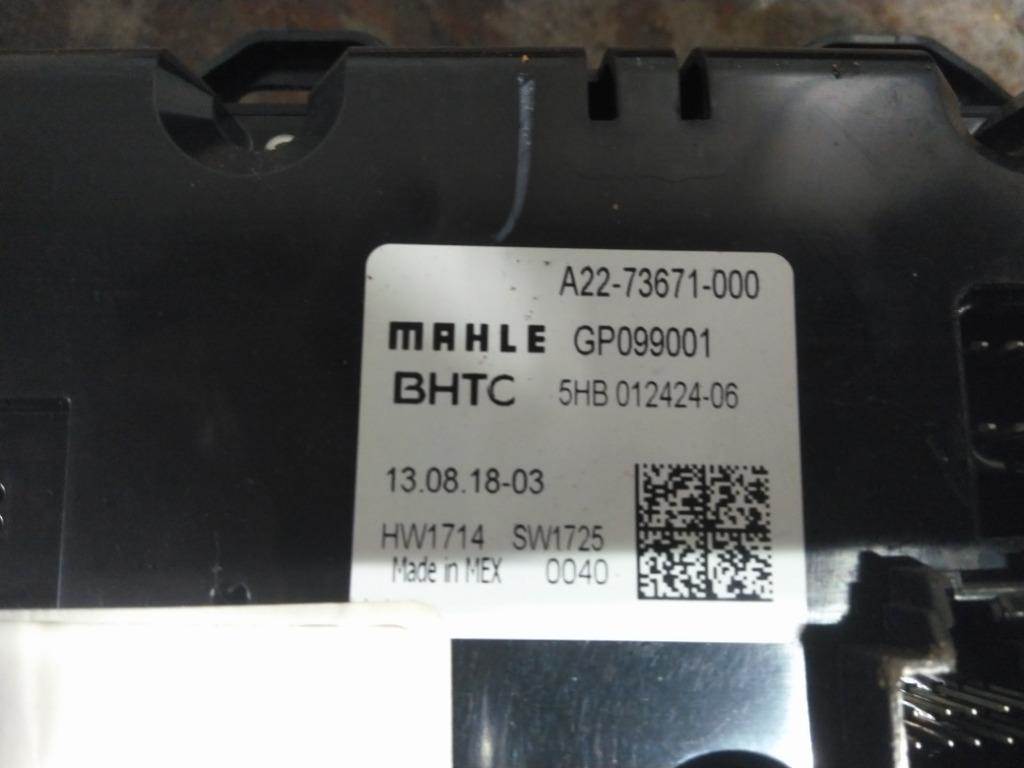 A22-73671-000
MAHLE GP099001
BHTC 5HB 012424-06
13.08.18-03
HW1714 SW1725
Made in MEX 0040